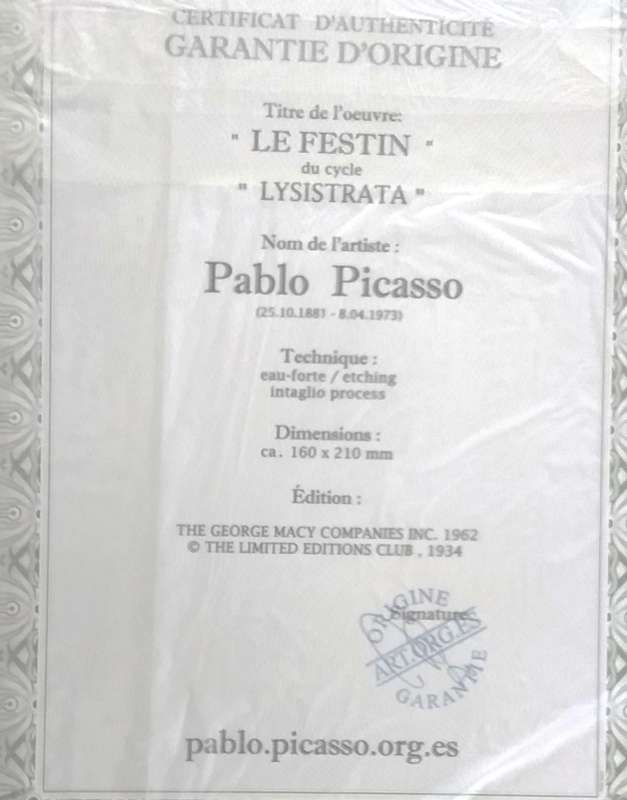 CERTIFICAT D'AUTHENTICITÉ
GARANTIE D'ORIGINE
Titre de l'oeuvre:
" LE FESTIN "
du cycle
" LYSISTRATA "
Nom de l'artiste :
Pablo Picasso
(25.10.1881 - 8.04.1973)
Technique :
eau-forte / etching
intaglio process
Dimensions :
ca. 160 x 210 mm
Édition :
THE GEORGE MACY COMPANIES INC. 1962
© THE LIMITED EDITIONS CLUB , 1934
ORIGINE
Signature
ART.ORG.ES
GARANTIE
pablo.picasso.org.es